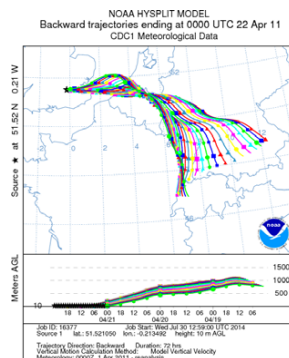 NOAA HYSPLIT MODEL
Backward trajectories ending at 0000 UTC 22 Apr 11
CDC1 Meteorological Data
Source ★ at 51.52 N 0.21 W
Meters AGL
1500
1000
500
10
18 12 06 00 18 12 06 00 18 12 06 00 18 12 06
04/21 04/20 04/19
Job ID: 16377 Job Start: Wed Jul 30 12:59:00 UTC 2014
Source 1 lat.: 51.521050 lon.: -0.213492 height: 10 m AGL
Trajectory Direction: Backward Duration: 72 hrs
Vertical Motion Calculation Method: Model Vertical Velocity